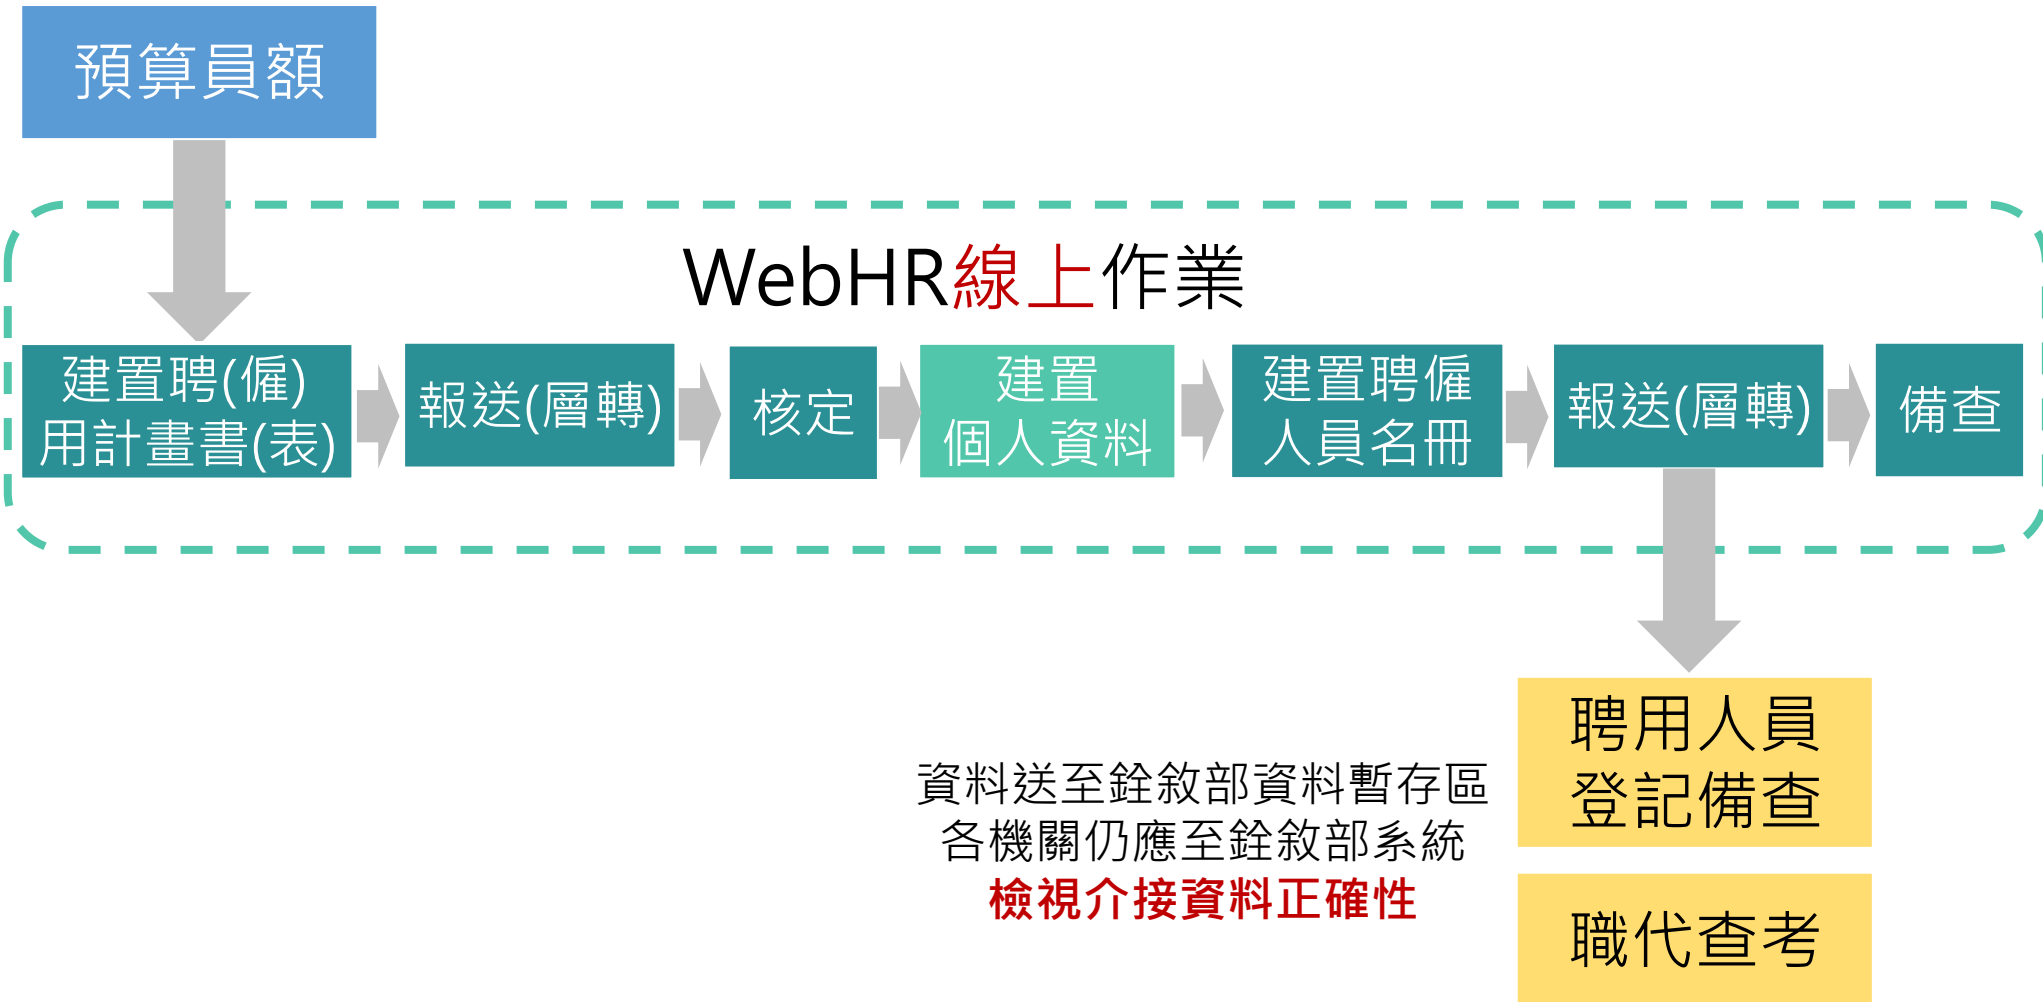 預算員額
WebHR線上作業
建置聘(僱)
用計畫書(表)
報送(層轉)
核定
建置
個人資料
建置聘僱
人員名冊
報送(層轉)
備查
聘用人員
登記備查
資料送至銓敘部資料暫存區
各機關仍應至銓敘部系統
檢視介接資料正確性
職代查考